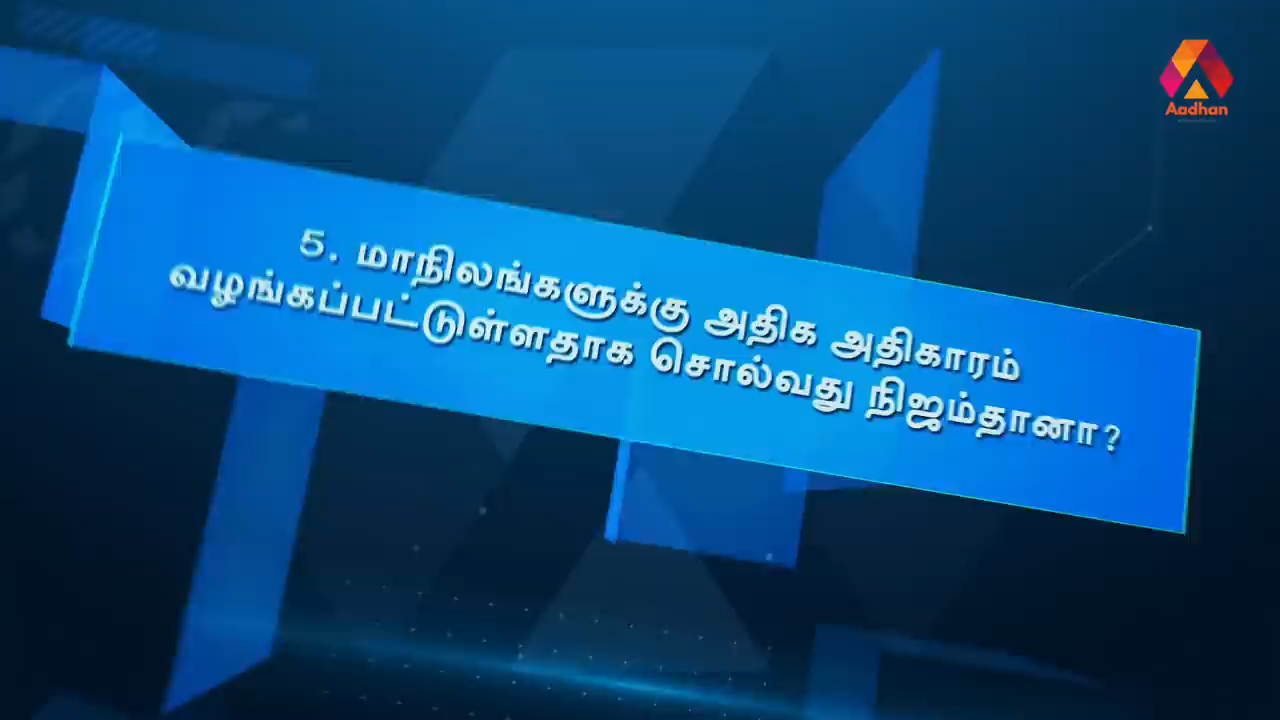 Aadhan
5. மாநிலங்களுக்கு அதிக அதிகாரம்
வழங்கப்பட்டுள்ளதாக சொல்வது நிஜம்தானா?